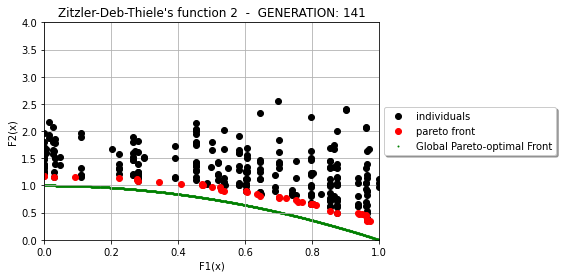 Zitzler-Deb-Thiele's function 2 - GENERATION: 141
4.0
3.5
3.0
2.5
2.0
1.5
1.0
0.5
0.0
F2(x)
0.0 0.2 0.4 0.6 0.8 1.0
F1(x)
individuals
pareto front
Global Pareto-optimal Front